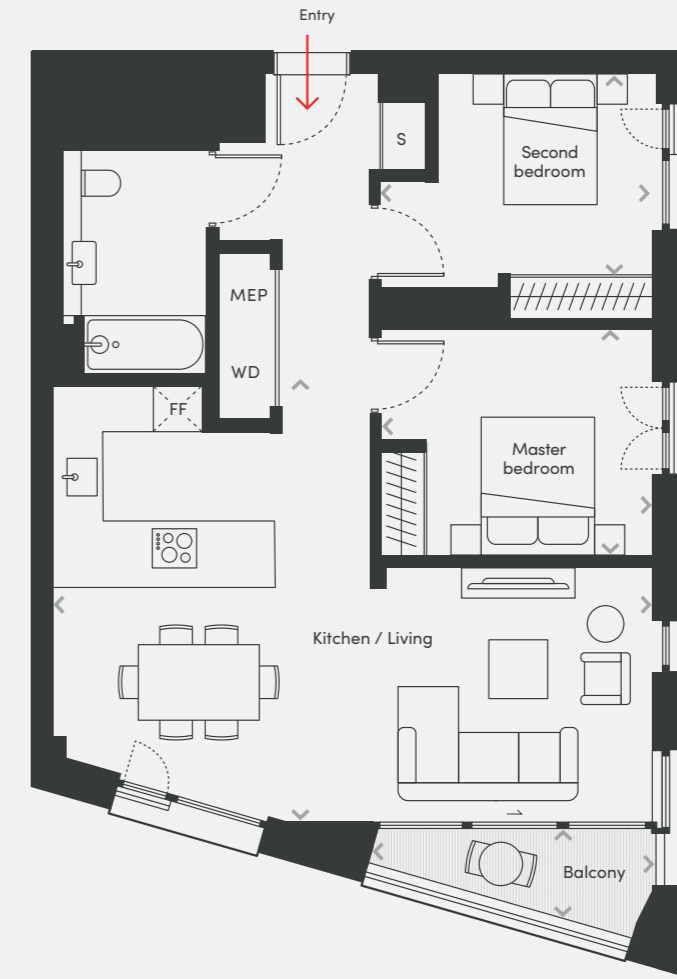 Entry
S
Second
bedroom
MEP
WD
FF
Master
bedroom
Kitchen / Living
Balcony